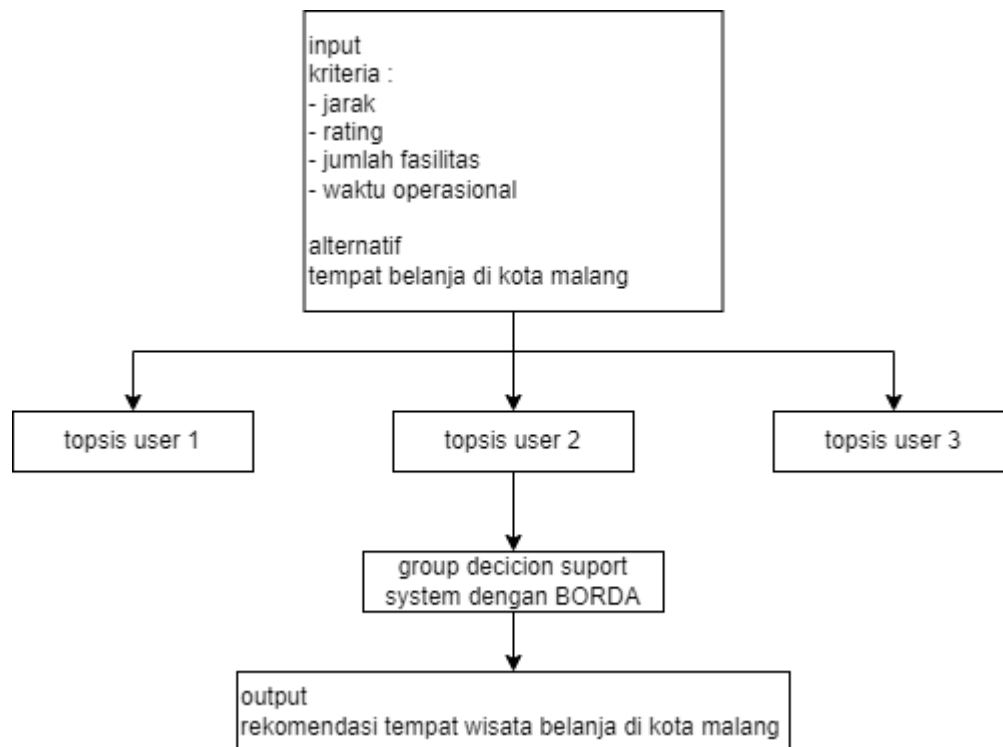 input
kriteria :
- jarak
- rating
- jumlah fasilitas
- waktu operasional
alternatif
tempat belanja di kota malang
topsis user 1
topsis user 2
topsis user 3
group decicion suport
system dengan BORDA
output
rekomendasi tempat wisata belanja di kota malang